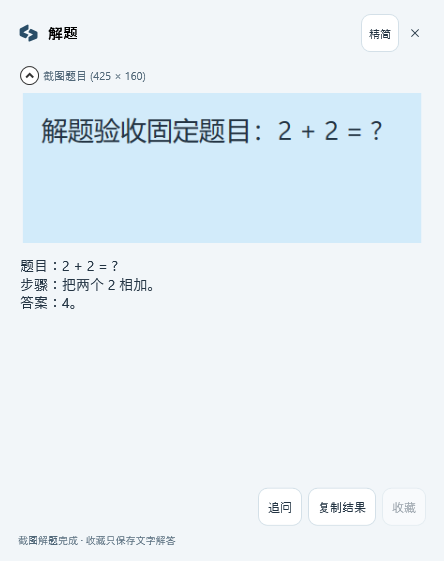 解题
精简
截图题目 (425 × 160)
解题验收固定题目：2 + 2 = ?
题目：2 + 2 = ?
步骤：把两个 2 相加。
答案：4。
追问
复制结果
收藏
截图解题完成 · 收藏只保存文字解答